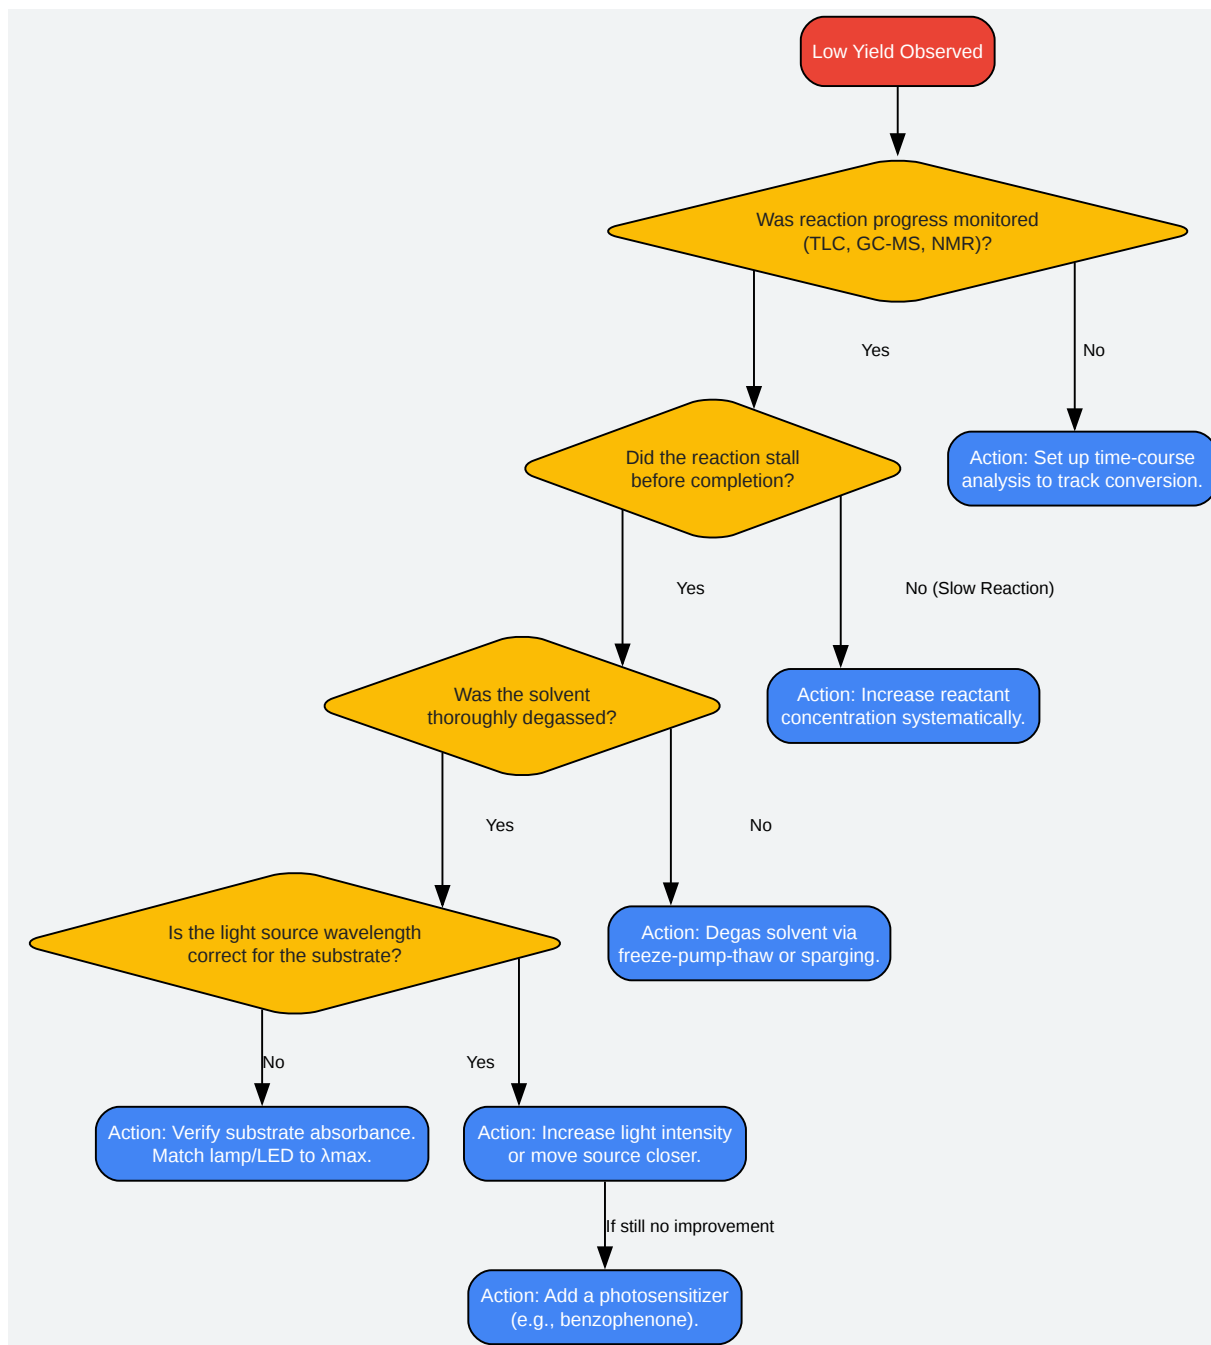 Low Yield Observed
Was reaction progress monitored
(TLC, GC-MS, NMR)?
Yes
No
Did the reaction stall
before completion?
Action: Set up time-course
analysis to track conversion.
Yes
No (Slow Reaction)
Was the solvent
thoroughly degassed?
Action: Increase reactant
concentration systematically.
Yes
No
Is the light source wavelength
correct for the substrate?
Action: Degas solvent via
freeze-pump-thaw or sparging.
No
Yes
Action: Verify substrate absorbance.
Match lamp/LED to λmax.
Action: Increase light intensity
or move source closer.
If still no improvement
Action: Add a photosensitizer
(e.g., benzophenone).